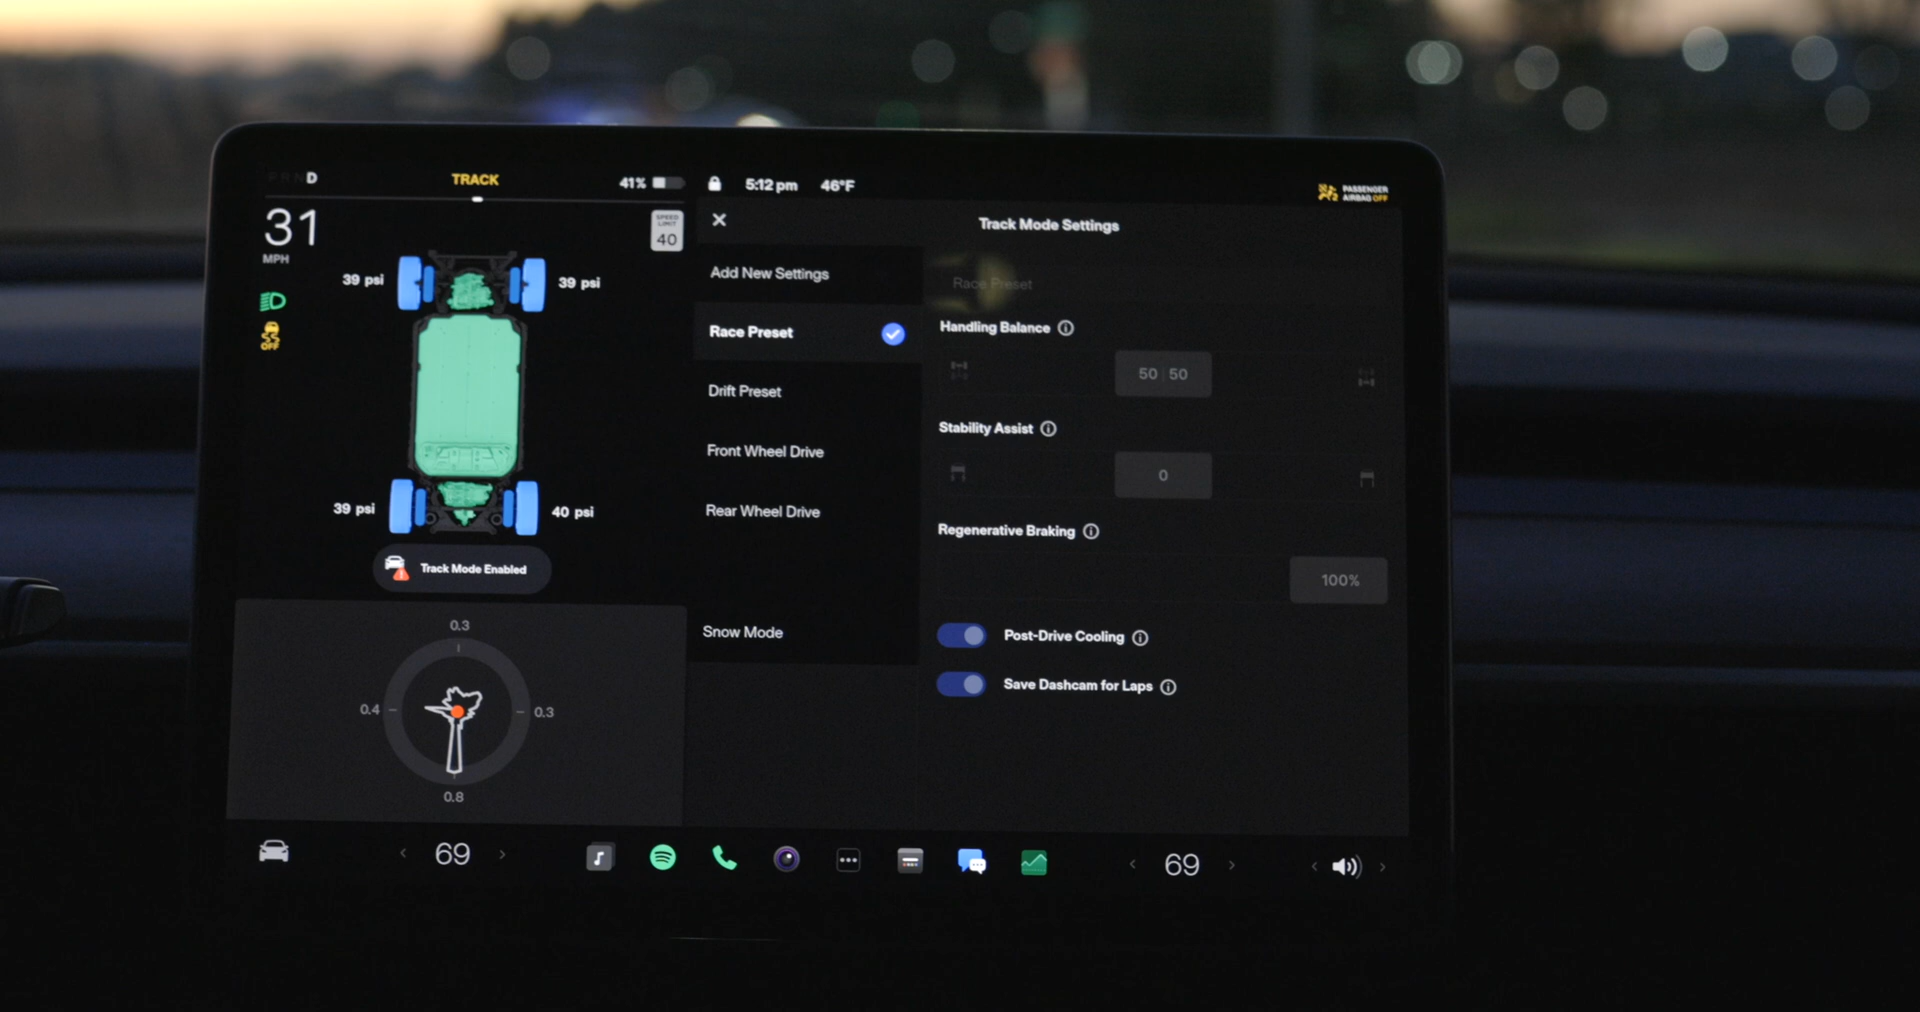 P R N D
TRACK
41%
5:12 pm
46°F
PASSENGER
AIRBAG OFF
31
MPH
SPEED
LIMIT
40
39 psi
39 psi
OFF
39 psi
40 psi
Track Mode Enabled
0.3
0.4
0.3
0.8
Track Mode Settings
Add New Settings
Race Preset
Drift Preset
Front Wheel Drive
Rear Wheel Drive
Snow Mode
Race Preset
Handling Balance
50 | 50
Stability Assist
0
Regenerative Braking
100%
Post-Drive Cooling
Save Dashcam for Laps
69
69